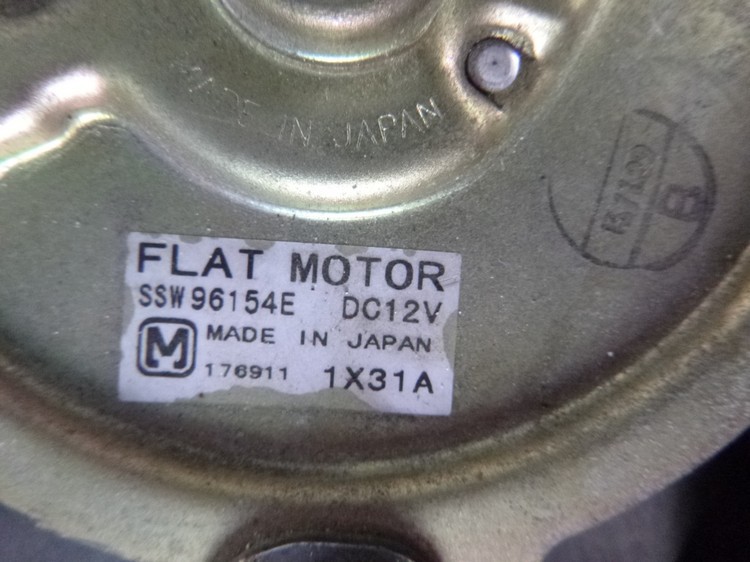 MADE IN JAPAN
B
FLAT MOTOR
SSW96154E DC12V
M MADE IN JAPAN
176911 1X31A